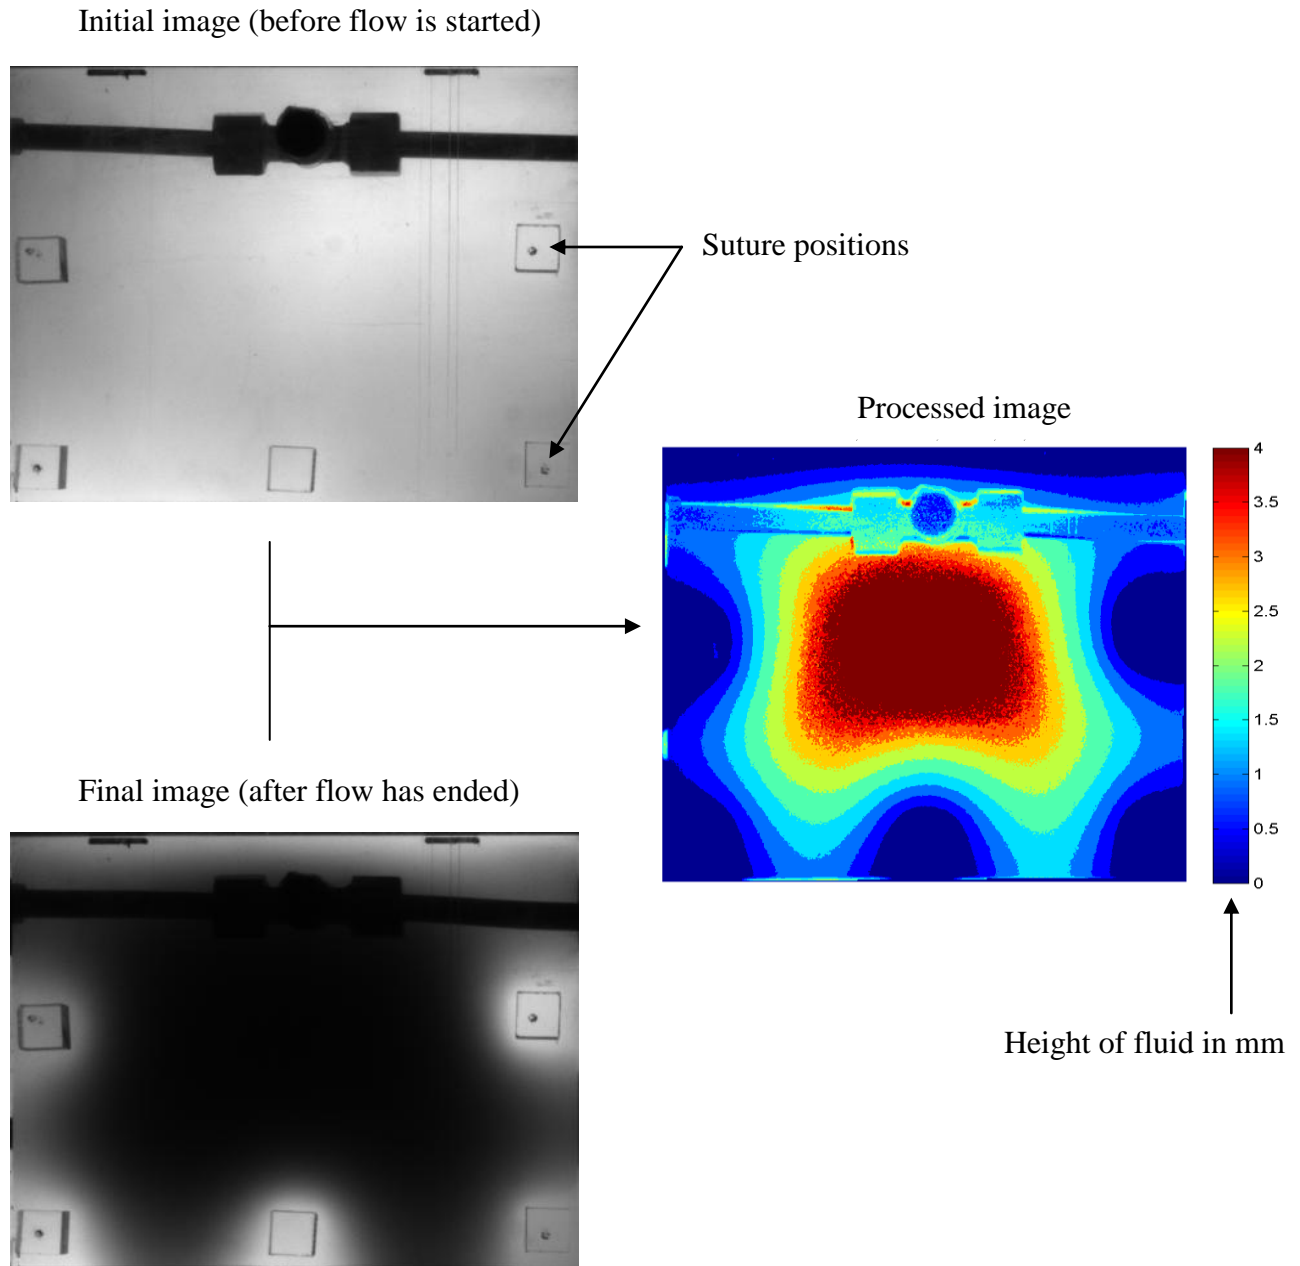 Initial image (before flow is started)
Suture positions
Processed image
4
3.5
3
2.5
2
1.5
1
0.5
0
Final image (after flow has ended)
Height of fluid in mm